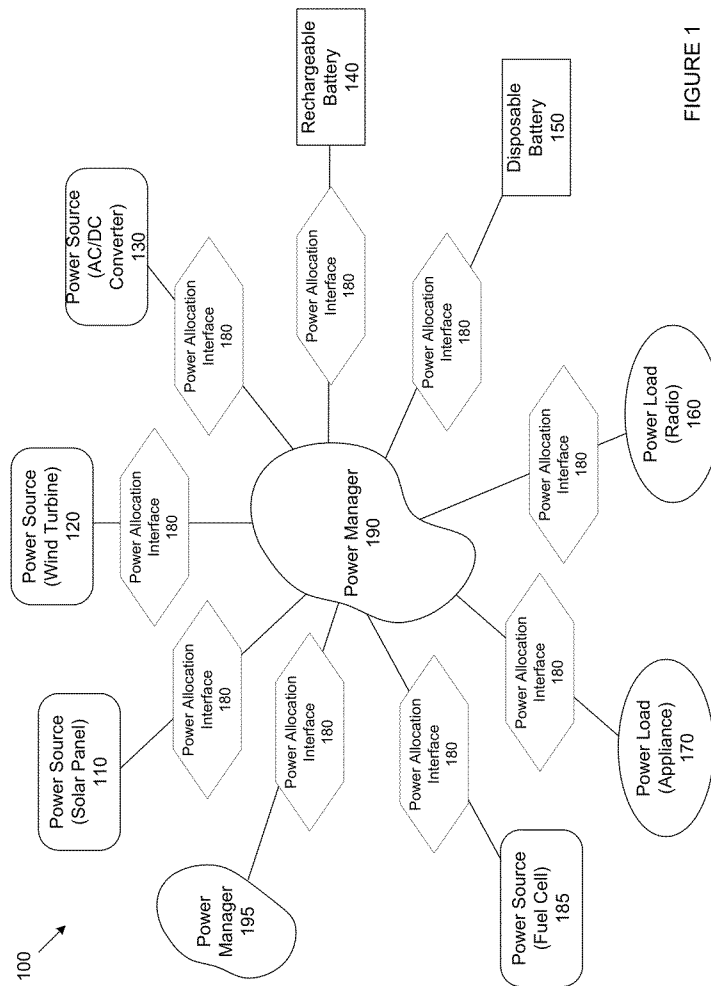 100
Power Source
(Solar Panel)
110
Power Source
(Wind Turbine)
120
Power Source
(AC/DC
Converter)
130
Power Allocation
Interface
180
Power Allocation
Interface
180
Power Allocation
Interface
180
Power
Manager
195
Power Allocation
Interface
180
Power Manager
190
Power Allocation
Interface
180
Rechargeable
Battery
140
Power Allocation
Interface
180
Power Allocation
Interface
180
Power Allocation
Interface
180
Power Allocation
Interface
180
Disposable
Battery
150
Power Source
(Fuel Cell)
185
Power Load
(Appliance)
170
Power Load
(Radio)
160
FIGURE 1